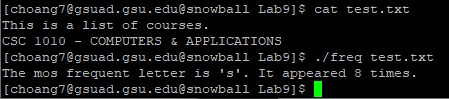 [choang7@gsuad.gsu.edu@snowball Lab9]$ cat test.txt
This is a list of courses.
CSC 1010 - COMPUTERS & APPLICATIONS
[choang7@gsuad.gsu.edu@snowball Lab9]$ ./freq test.txt
The mos frequent letter is 's'. It appeared 8 times.
[choang7@gsuad.gsu.edu@snowball Lab9]$